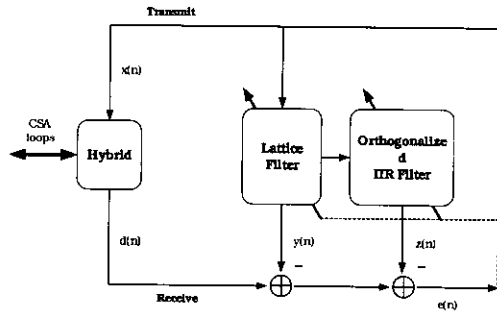 Transmit
x(n)
CSA
loops
Hybrid
Lattice
Filter
Orthogonalize
d
IIR Filter
d(n)
y(n)
z(n)
−
−
Receive
e(n)